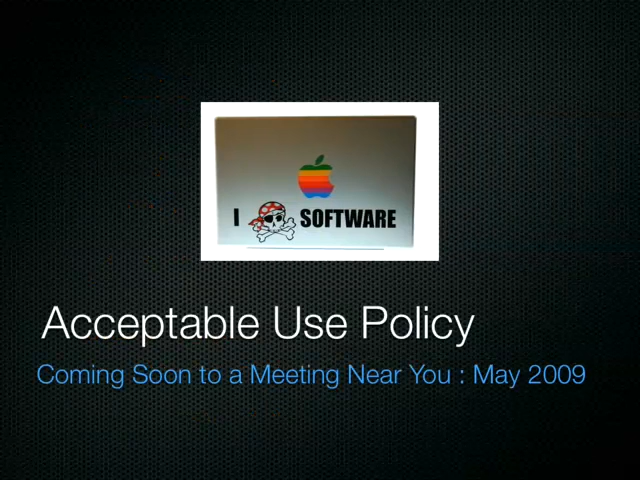 I SOFTWARE
Acceptable Use Policy
Coming Soon to a Meeting Near You : May 2009